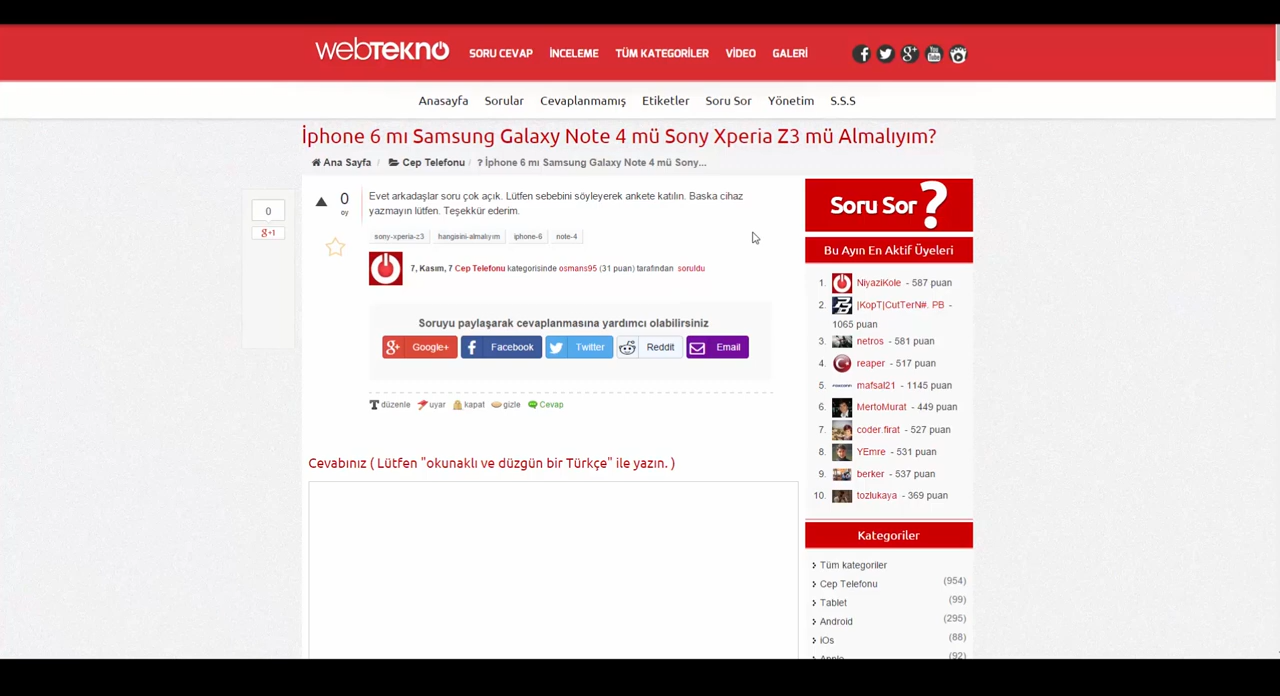 webTEKNO SORU CEVAP İNCELEME TÜM KATEGORİLER VİDEO GALERİ
Anasayfa Sorular Cevaplanmamış Etiketler Soru Sor Yönetim S.S.S
İphone 6 mı Samsung Galaxy Note 4 mü Sony Xperia Z3 mü Almalıyım?
Ana Sayfa / Cep Telefonu / ? İphone 6 mı Samsung Galaxy Note 4 mü Sony...
0
g+1
0
oy
Evet arkadaşlar soru çok açık. Lütfen sebebini söyleyerek ankete katılın. Baska cihaz
yazmayın lütfen. Teşekkür ederim.
sony-xperia-z3 hangisini-almalıyım iphone-6 note-4
7, Kasım, 7 Cep Telefonu kategorisinde osmans95 (31 puan) tarafından soruldu
Soruyu paylaşarak cevaplanmasına yardımcı olabilirsiniz
Google+ Facebook Twitter Reddit Email
düzenle uyar kapat gizle Cevap
Cevabınız ( Lütfen "okunaklı ve düzgün bir Türkçe" ile yazın. )
Soru Sor ?
Bu Ayın En Aktif Üyeleri
1. NiyaziKole - 587 puan
2. |KopT|CutTerN#. PB -
1065 puan
3. netros - 581 puan
4. reaper - 517 puan
5. mafsal21 - 1145 puan
6. MertoMurat - 449 puan
7. coder.firat - 527 puan
8. YEmre - 531 puan
9. berker - 537 puan
10. tozlukaya - 369 puan
Kategoriler
Tüm kategoriler
Cep Telefonu (954)
Tablet (99)
Android (295)
iOs (88)
Apple (92)